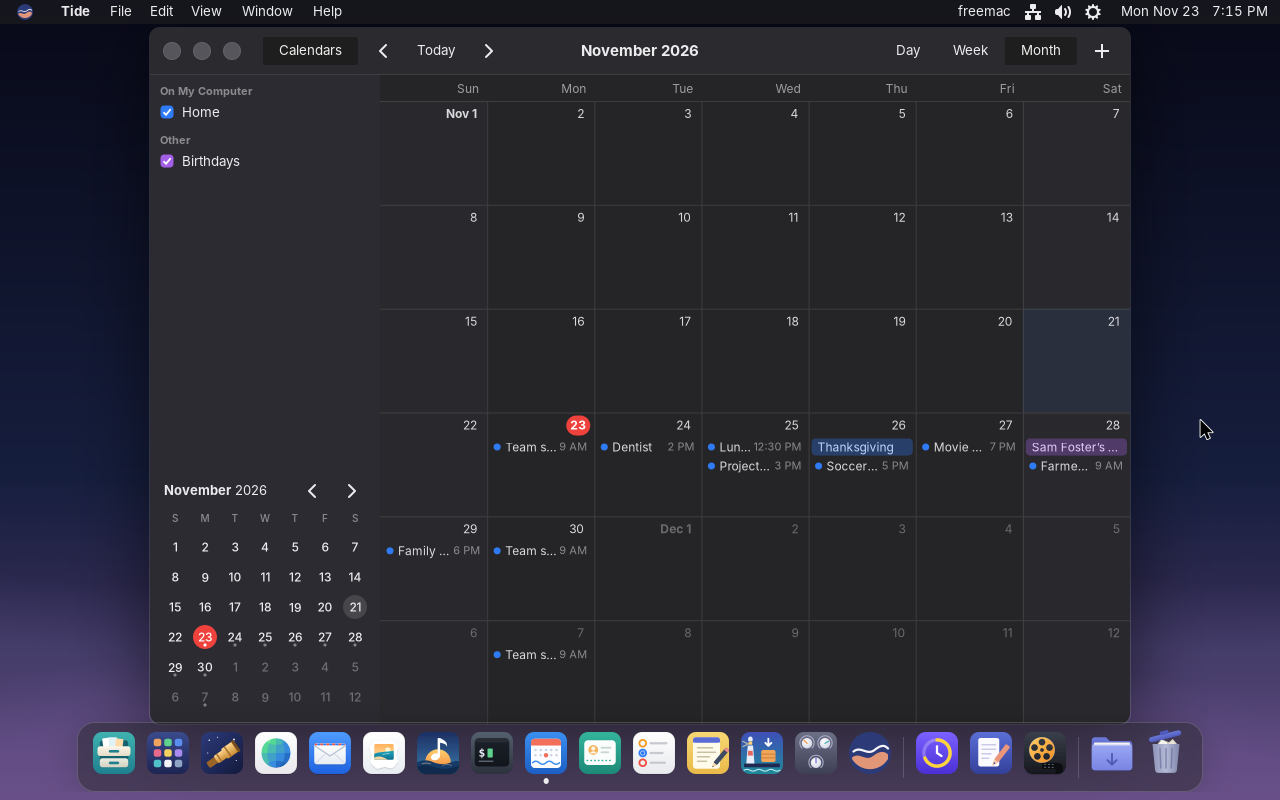 Tide File Edit View Window Help freemac Mon Nov 23 7:15 PM
Calendars Today November 2026 Day Week Month
On My Computer
Home
Other
Birthdays
Sun Mon Tue Wed Thu Fri Sat
Nov 1 2 3 4 5 6 7
8 9 10 11 12 13 14
15 16 17 18 19 20 21
22 23 24 25 26 27 28
Team s... 9 AM Dentist 2 PM Lun... 12:30 PM Thanksgiving Movie ... 7 PM Sam Foster's ...
Project... 3 PM Soccer... 5 PM Farme... 9 AM
29 30 Dec 1 2 3 4 5
Family ... 6 PM Team s... 9 AM
6 7 8 9 10 11 12
Team s... 9 AM
November 2026
S M T W T F S
1 2 3 4 5 6 7
8 9 10 11 12 13 14
15 16 17 18 19 20 21
22 23 24 25 26 27 28
29 30 1 2 3 4 5
6 7 8 9 10 11 12
$